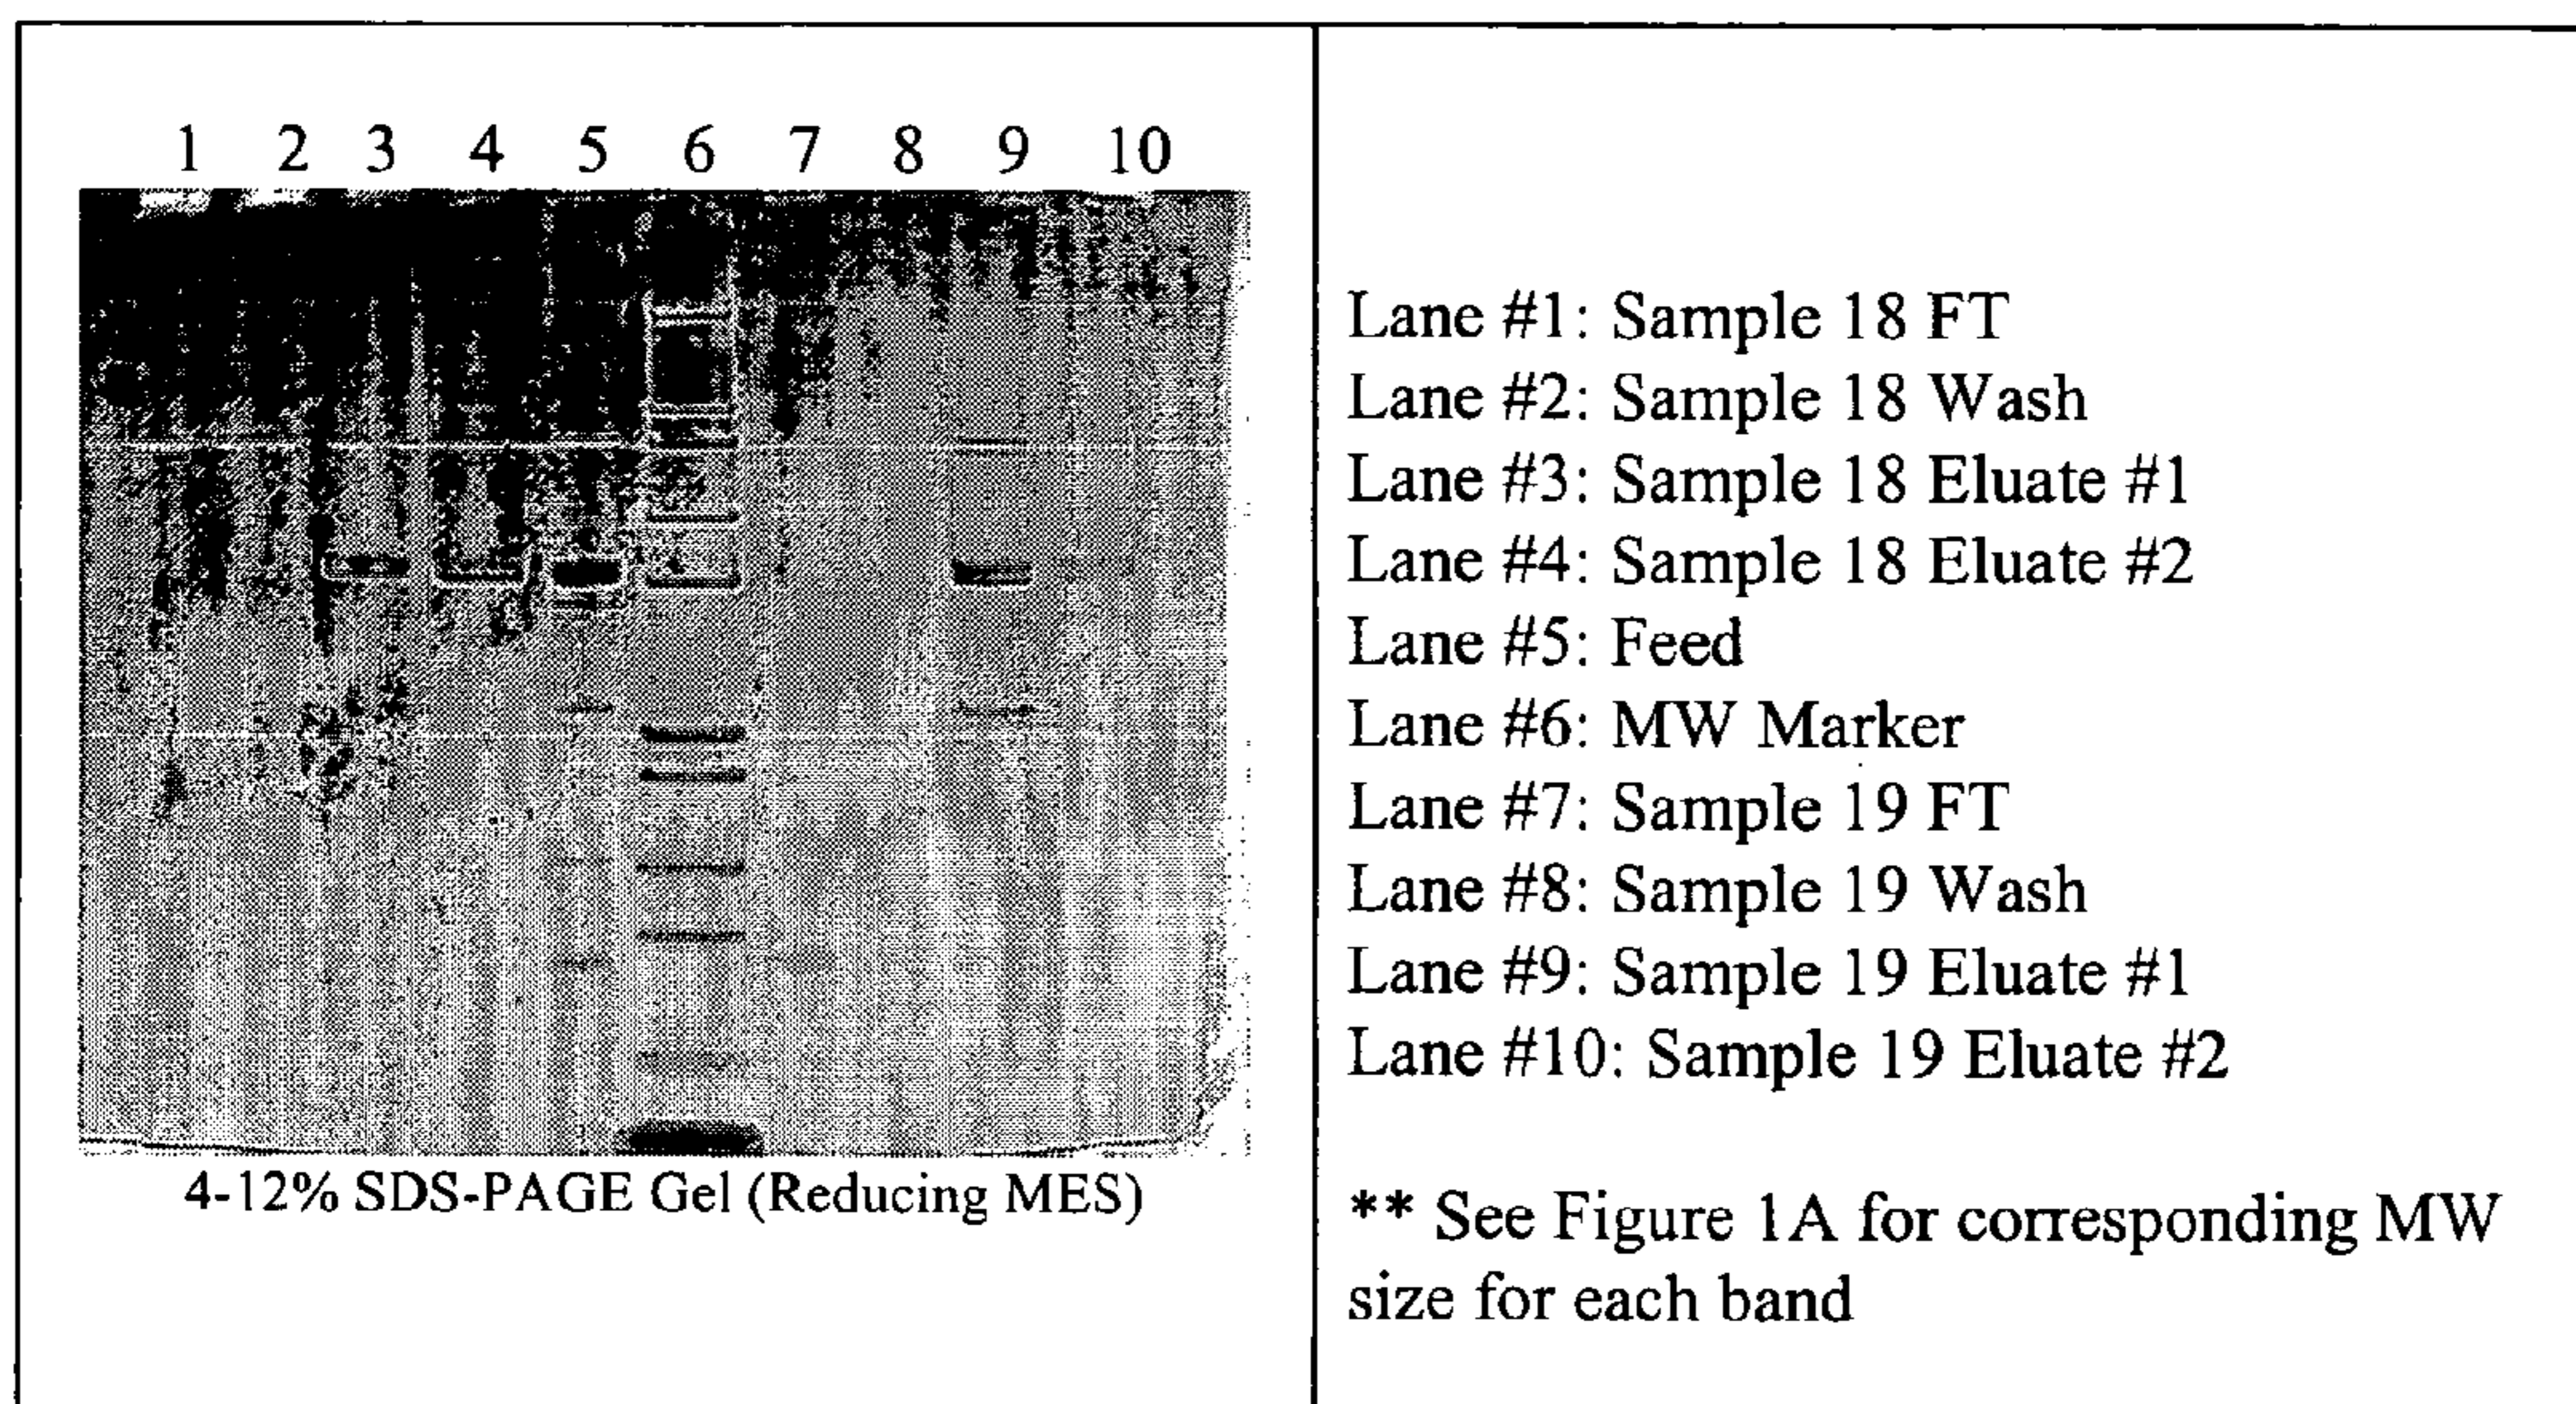 1 2 3 4 5 6 7 8 9 10
4-12% SDS-PAGE Gel (Reducing MES)
Lane #1: Sample 18 FT
Lane #2: Sample 18 Wash
Lane #3: Sample 18 Eluate #1
Lane #4: Sample 18 Eluate #2
Lane #5: Feed
Lane #6: MW Marker
Lane #7: Sample 19 FT
Lane #8: Sample 19 Wash
Lane #9: Sample 19 Eluate #1
Lane #10: Sample 19 Eluate #2
** See Figure 1A for corresponding MW
size for each band